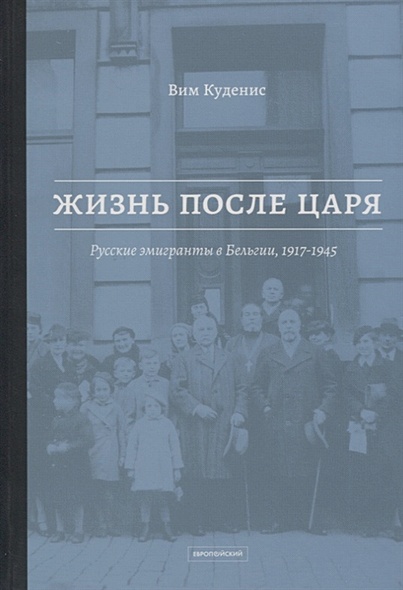 Вим Куденис
ЖИЗНЬ ПОСЛЕ ЦАРЯ
Русские эмигранты в Бельгии, 1917-1945
ЕВРОПЕЙСКИЙ